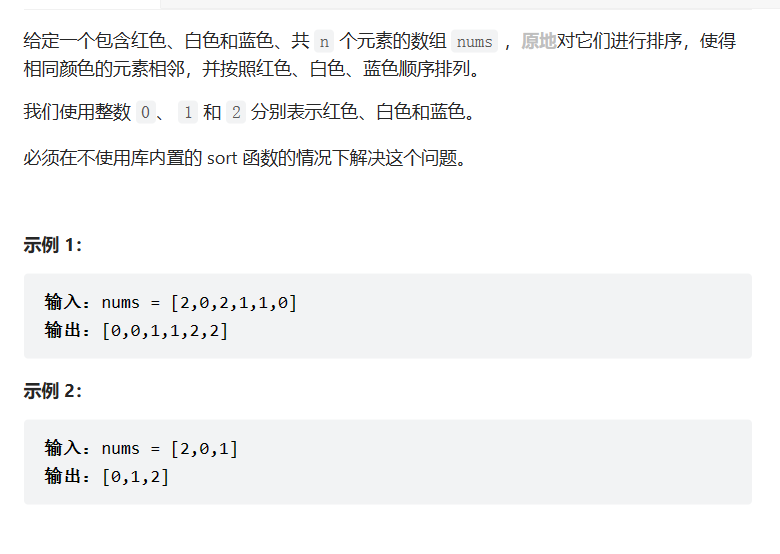 给定一个包含红色、白色和蓝色、共 n 个元素的数组 nums ，原地对它们进行排序，使得
相同颜色的元素相邻，并按照红色、白色、蓝色顺序排列。
我们使用整数 0、 1 和 2 分别表示红色、白色和蓝色。
必须在不使用库内置的 sort 函数的情况下解决这个问题。
示例 1：
输入：nums = [2,0,2,1,1,0]
输出：[0,0,1,1,2,2]
示例 2：
输入：nums = [2,0,1]
输出：[0,1,2]